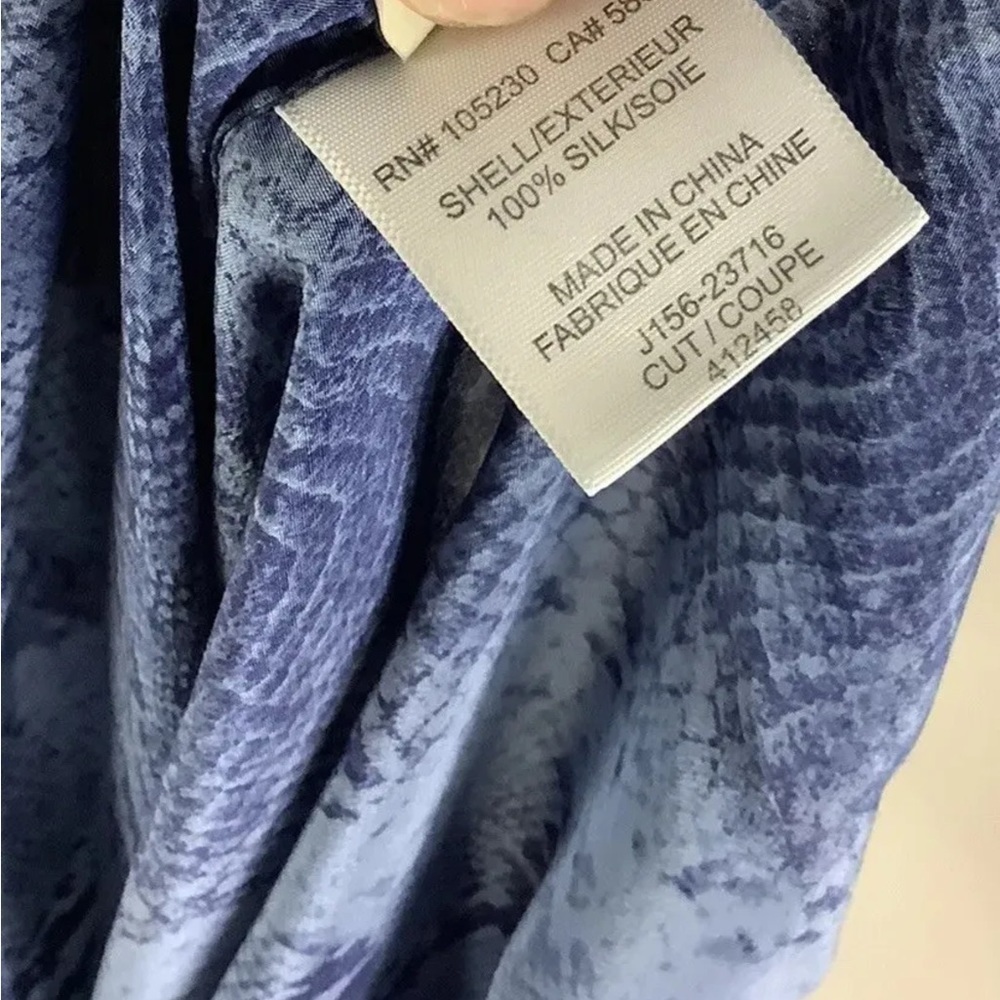 RN# 105230 CA# 58
SHELL/EXTERIEUR
100% SILK/SOIE
MADE IN CHINA
FABRIQUE EN CHINE
J156-23716
CUT / COUPE
412458